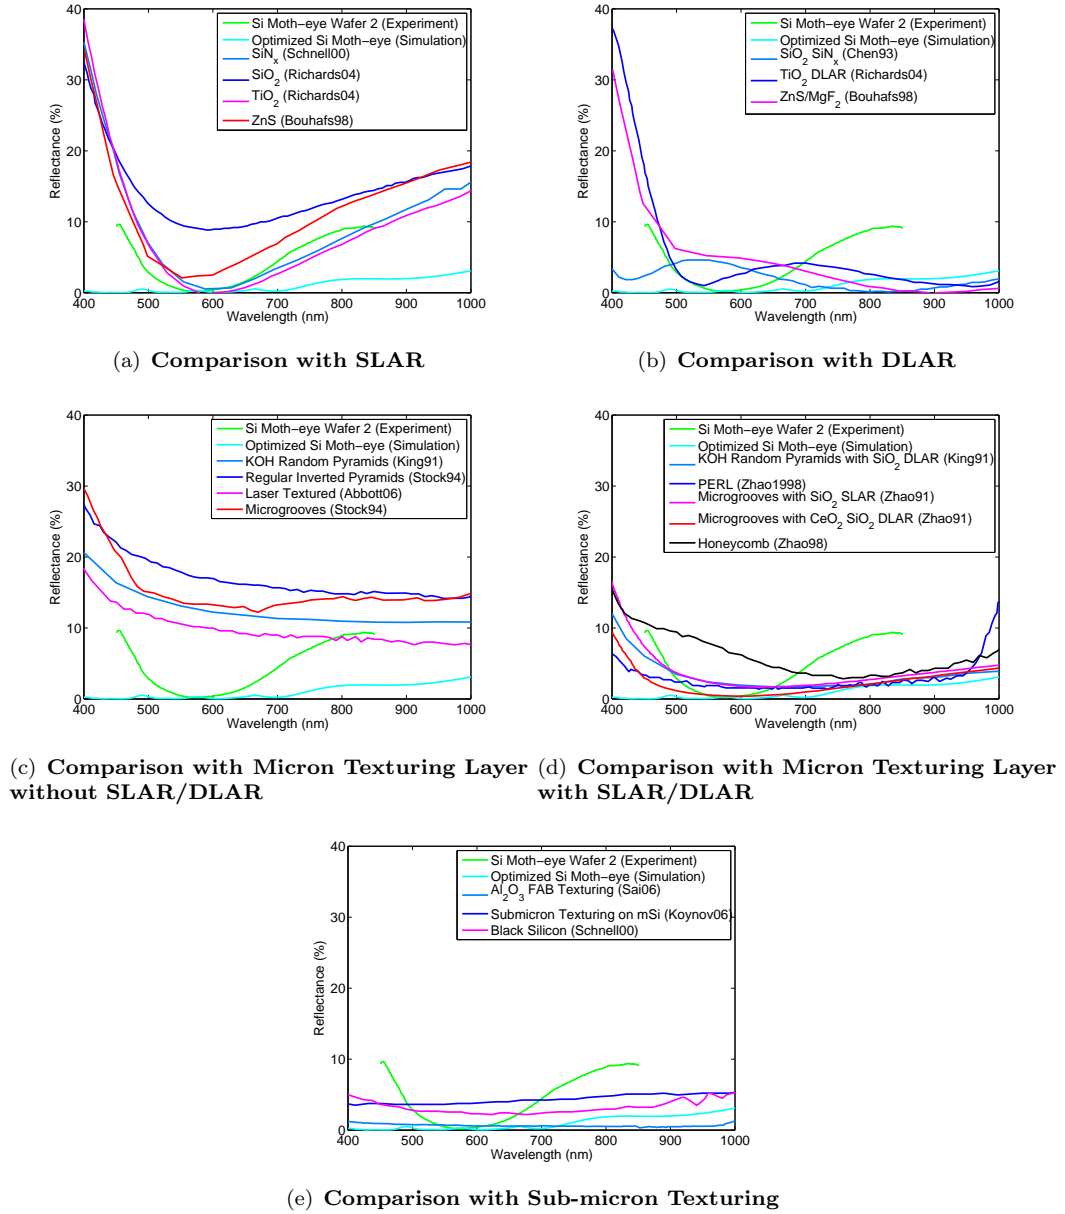 40
30
20
10
0
400 500 600 700 800 900 1000
Wavelength (nm)
Reflectance (%)
Si Moth−eye Wafer 2 (Experiment)
Optimized Si Moth−eye (Simulation)
SiNx (Schnell00)
SiO2 (Richards04)
TiO2 (Richards04)
ZnS (Bouhafs98)
(a) Comparison with SLAR
40
30
20
10
0
400 500 600 700 800 900 1000
Wavelength (nm)
Reflectance (%)
Si Moth−eye Wafer 2 (Experiment)
Optimized Si Moth−eye (Simulation)
SiO2 SiNx (Chen93)
TiO2 DLAR (Richards04)
ZnS/MgF2 (Bouhafs98)
(b) Comparison with DLAR
40
30
20
10
0
400 500 600 700 800 900 1000
Wavelength (nm)
Reflectance (%)
Si Moth−eye Wafer 2 (Experiment)
Optimized Si Moth−eye (Simulation)
KOH Random Pyramids (King91)
Regular Inverted Pyramids (Stock94)
Laser Textured (Abbott06)
Microgrooves (Stock94)
(c) Comparison with Micron Texturing Layer
without SLAR/DLAR
40
30
20
10
0
400 500 600 700 800 900 1000
Wavelength (nm)
Reflectance (%)
Si Moth−eye Wafer 2 (Experiment)
Optimized Si Moth−eye (Simulation)
KOH Random Pyramids with SiO2 DLAR (King91)
PERL (Zhao1998)
Microgrooves with SiO2 SLAR (Zhao91)
Microgrooves with CeO2 SiO2 DLAR (Zhao91)
Honeycomb (Zhao98)
(d) Comparison with Micron Texturing Layer
with SLAR/DLAR
40
30
20
10
0
400 500 600 700 800 900 1000
Wavelength (nm)
Reflectance (%)
Si Moth−eye Wafer 2 (Experiment)
Optimized Si Moth−eye (Simulation)
Al2O3 FAB Texturing (Sai06)
Submicron Texturing on mSi (Koynov06)
Black Silicon (Schnell00)
(e) Comparison with Sub-micron Texturing